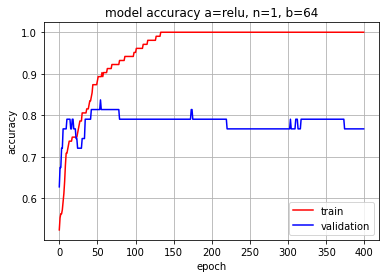 model accuracy a=relu, n=1, b=64
1.0
0.9
0.8
0.7
0.6
accuracy
0 50 100 150 200 250 300 350 400
epoch
train
validation